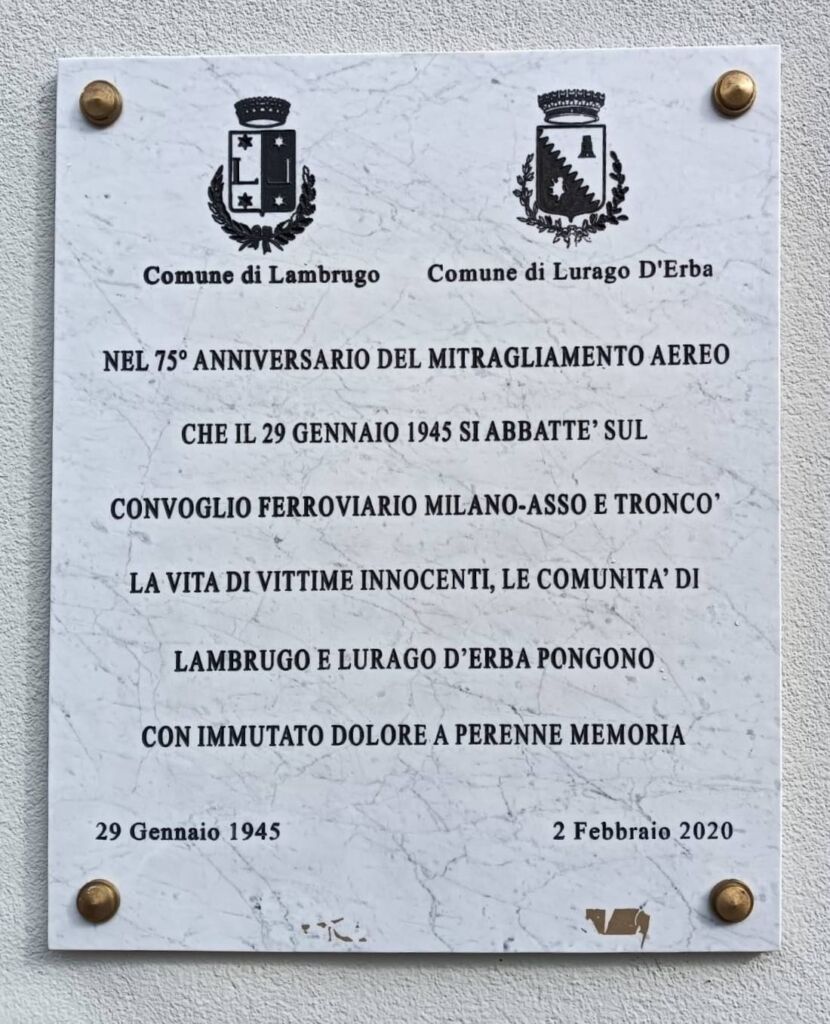 L L
Comune di Lambrugo
Comune di Lurago D'Erba
NEL 75° ANNIVERSARIO DEL MITRAGLIAMENTO AEREO
CHE IL 29 GENNAIO 1945 SI ABBATTE’ SUL
CONVOGLIO FERROVIARIO MILANO-ASSO E TRONCO’
LA VITA DI VITTIME INNOCENTI, LE COMUNITA’ DI
LAMBRUGO E LURAGO D’ERBA PONGONO
CON IMMUTATO DOLORE A PERENNE MEMORIA
29 Gennaio 1945
2 Febbraio 2020